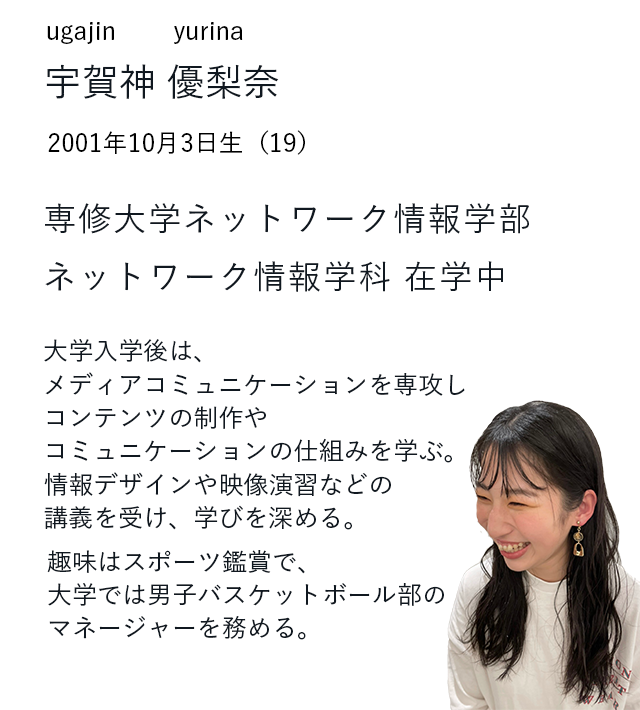 ugajin yurina
宇賀神 優梨奈
2001年10月3日生（19）
専修大学ネットワーク情報学部
ネットワーク情報学科 在学中
大学入学後は、
メディアコミュニケーションを専攻し
コンテンツの制作や
コミュニケーションの仕組みを学ぶ。
情報デザインや映像演習などの
講義を受け、学びを深める。
趣味はスポーツ鑑賞で、
大学では男子バスケットボール部の
マネージャーを務める。